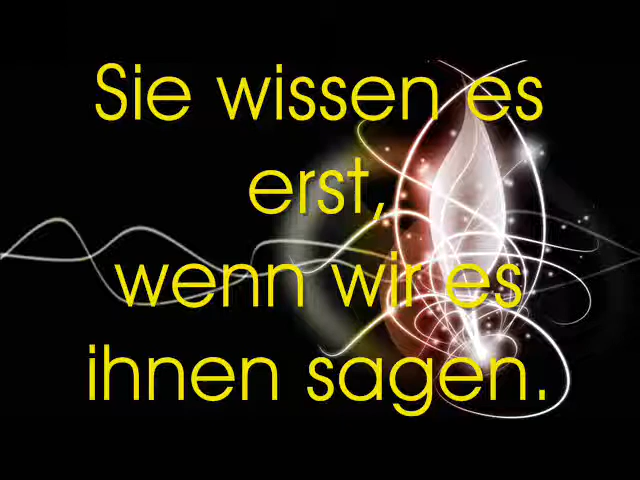 Sie wissen es
erst,
wenn wir es
ihnen sagen.